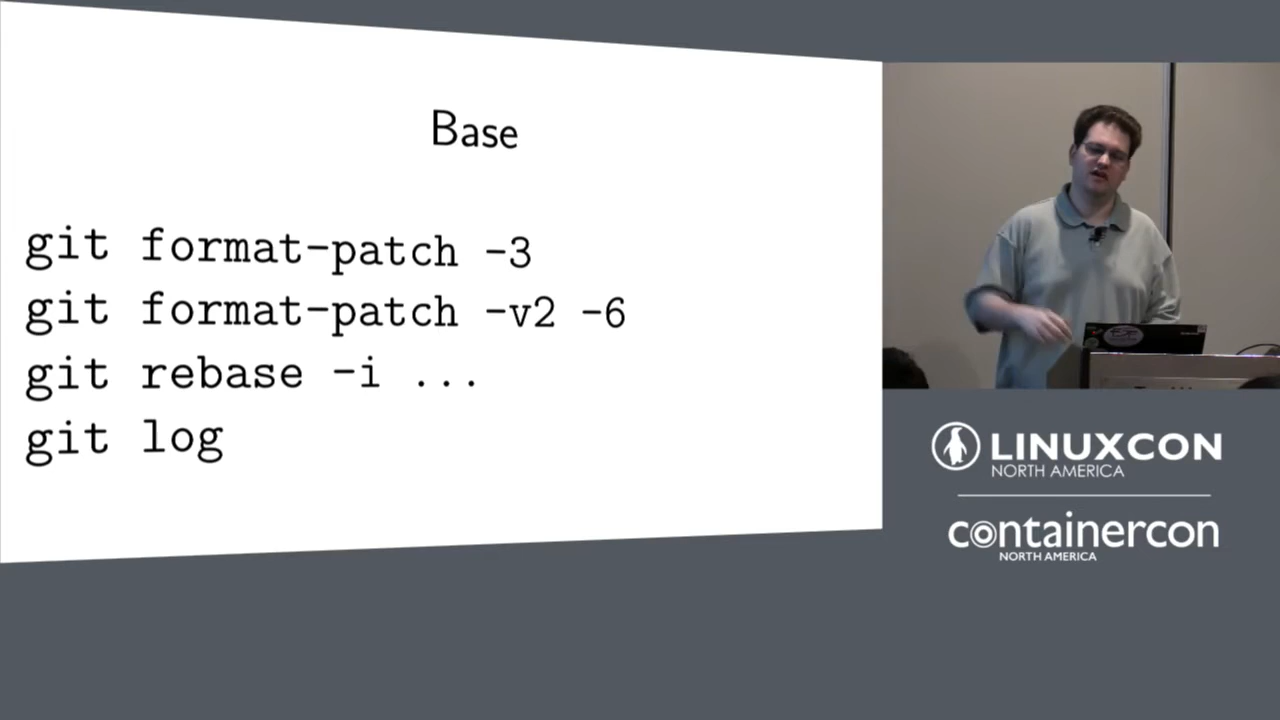 Base
git format-patch -3
git format-patch -v2 -6
git rebase -i ...
git log
LINUXCON
NORTH AMERICA
containercon
NORTH AMERICA